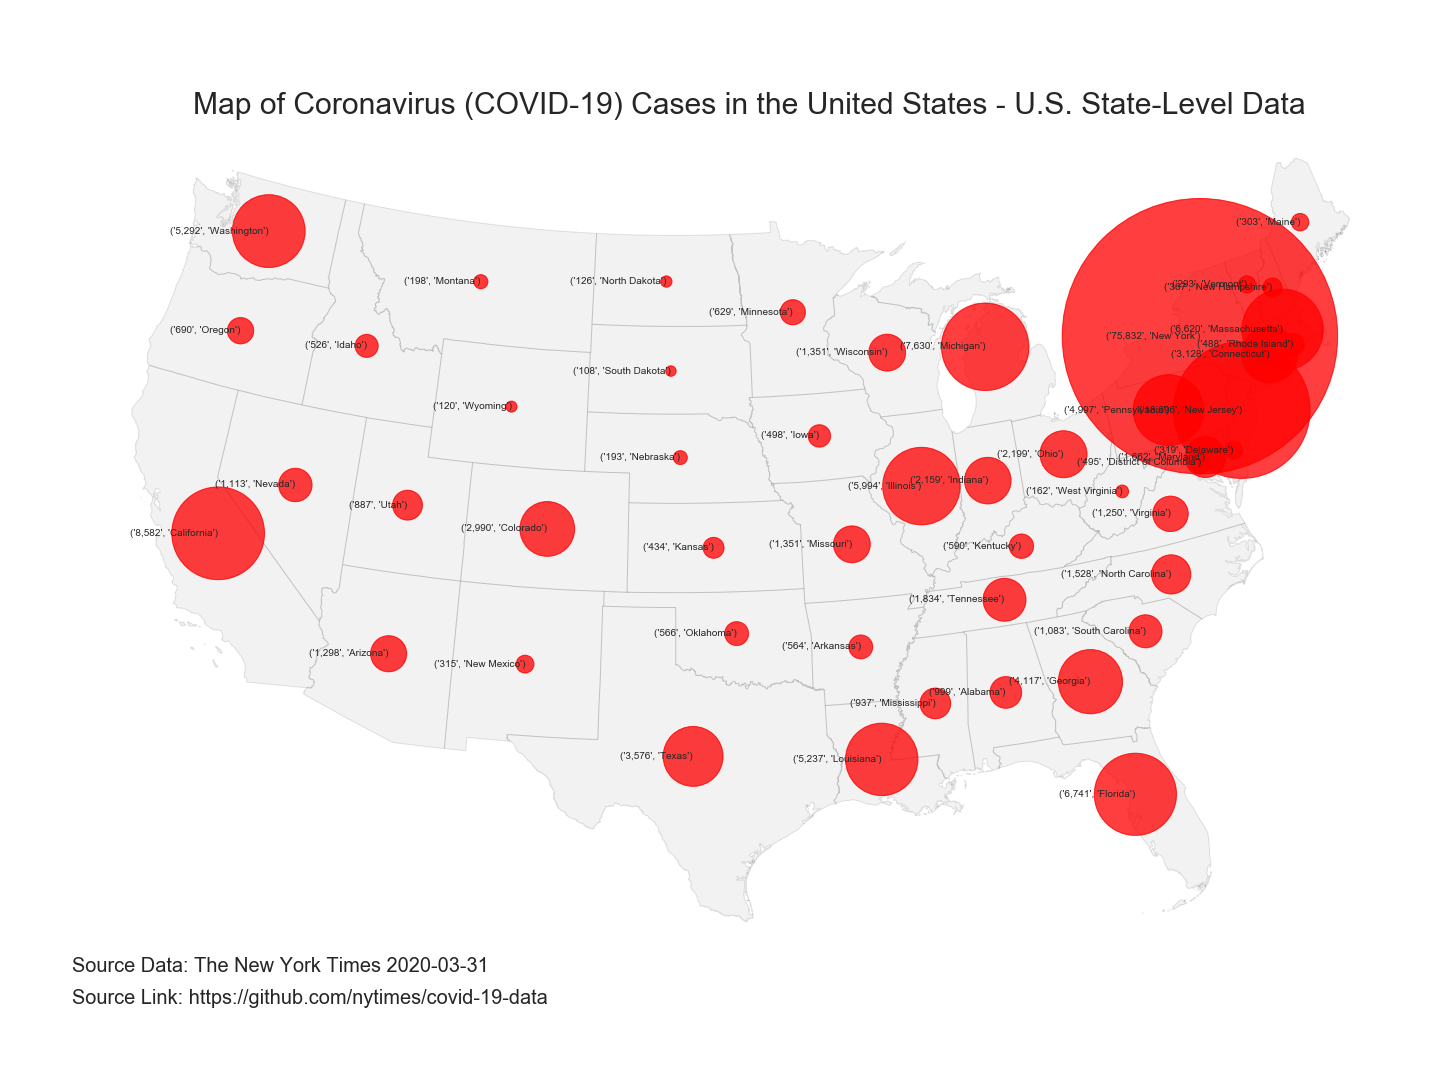 Map of Coronavirus (COVID-19) Cases in the United States - U.S. State-Level Data
('303', 'Maine')
('5,292', 'Washington')
('198', 'Montana')
('126', 'North Dakota')
('293', 'Vermont')
'New Hampshire')
('629', 'Minnesota')
('690', 'Oregon')
('6,620', 'Massachusetts')
('75,832', 'New York')
('526', 'Idaho')
('7,630', 'Michigan')
('488', 'Rhode Island')
('1,351', 'Wisconsin')
('3,128', 'Connecticut')
('108', 'South Dakota')
('120', 'Wyoming')
('4,997', 'Pennsylvania')
'New Jersey')
('498', 'Iowa')
('319', 'Delaware')
('2,199', 'Ohio')
('193', 'Nebraska')
'Maryland')
('495', 'District of Columbia')
('2,159', 'Indiana')
('1,113', 'Nevada')
('5,994', 'Illinois')
('162', 'West Virginia')
('887', 'Utah')
('1,250', 'Virginia')
('2,990', 'Colorado')
('8,582', 'California')
('1,351', 'Missouri')
('434', 'Kansas')
('590', 'Kentucky')
('1,528', 'North Carolina')
('1,834', 'Tennessee')
('1,083', 'South Carolina')
('566', 'Oklahoma')
('564', 'Arkansas')
('1,298', 'Arizona')
('315', 'New Mexico')
('4,117', 'Georgia')
('999', 'Alabama')
('937', 'Mississippi')
('3,576', 'Texas')
('5,237', 'Louisiana')
('6,741', 'Florida')
Source Data: The New York Times 2020-03-31
Source Link: https://github.com/nytimes/covid-19-data